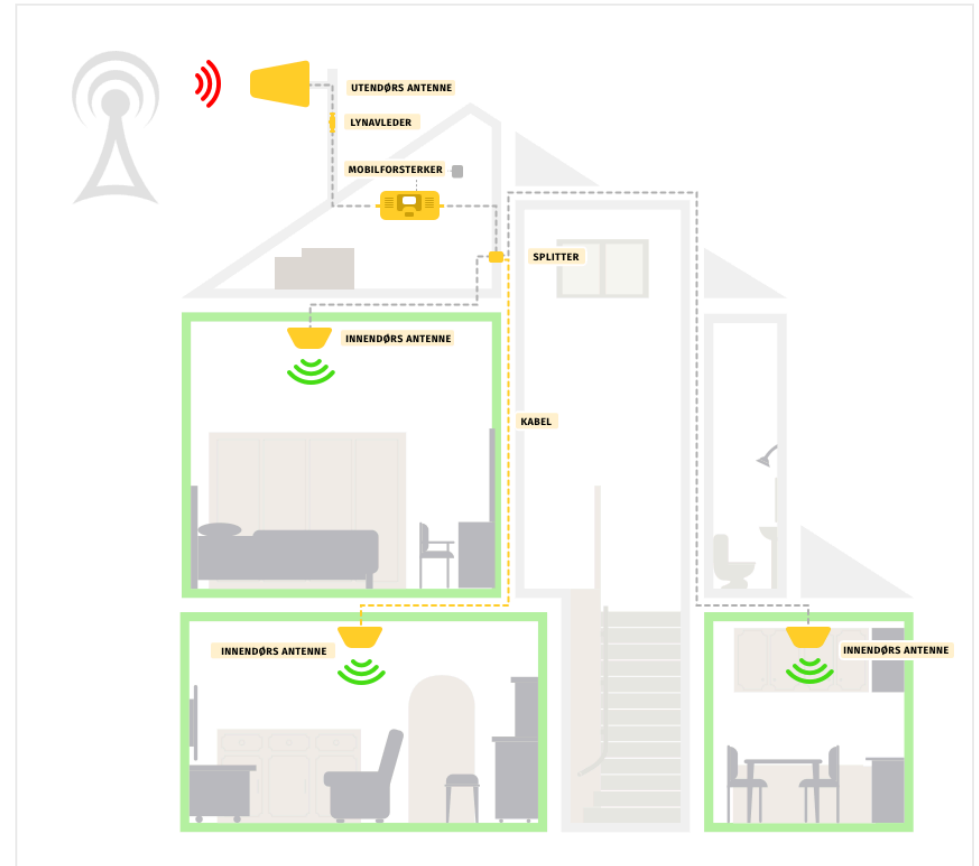 UTENDØRS ANTENNE
LYNAVLEDER
MOBILFORSTERKER
SPLITTER
INNENDØRS ANTENNE
KABEL
INNENDØRS ANTENNE
INNENDØRS ANTENNE